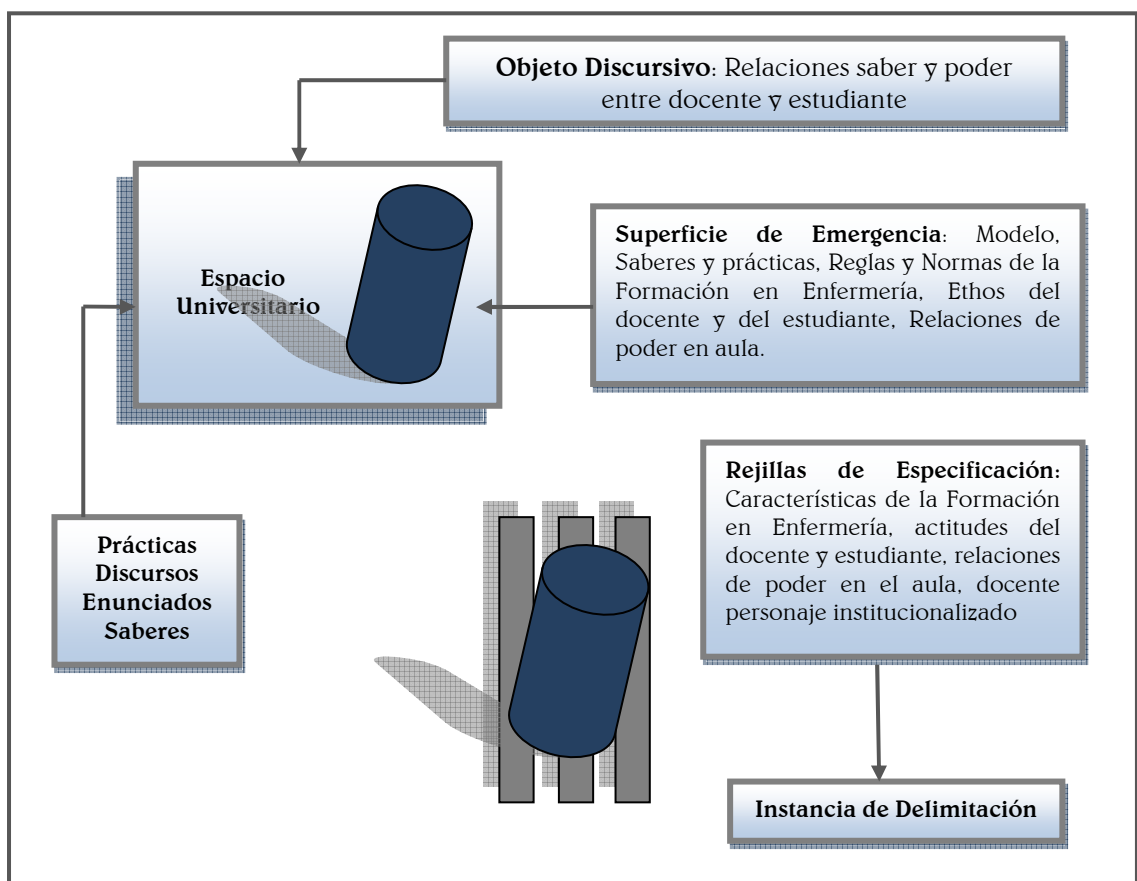 Objeto Discursivo: Relaciones saber y poder
entre docente y estudiante
Espacio
Universitario
Superficie de Emergencia: Modelo,
Saberes y prácticas, Reglas y Normas de la
Formación en Enfermería, Ethos del
docente y del estudiante, Relaciones de
poder en aula.
Prácticas
Discursos
Enunciados
Saberes
Rejillas de Especificación:
Características de la Formación
en Enfermería, actitudes del
docente y estudiante, relaciones
de poder en el aula, docente
personaje institucionalizado
Instancia de Delimitación